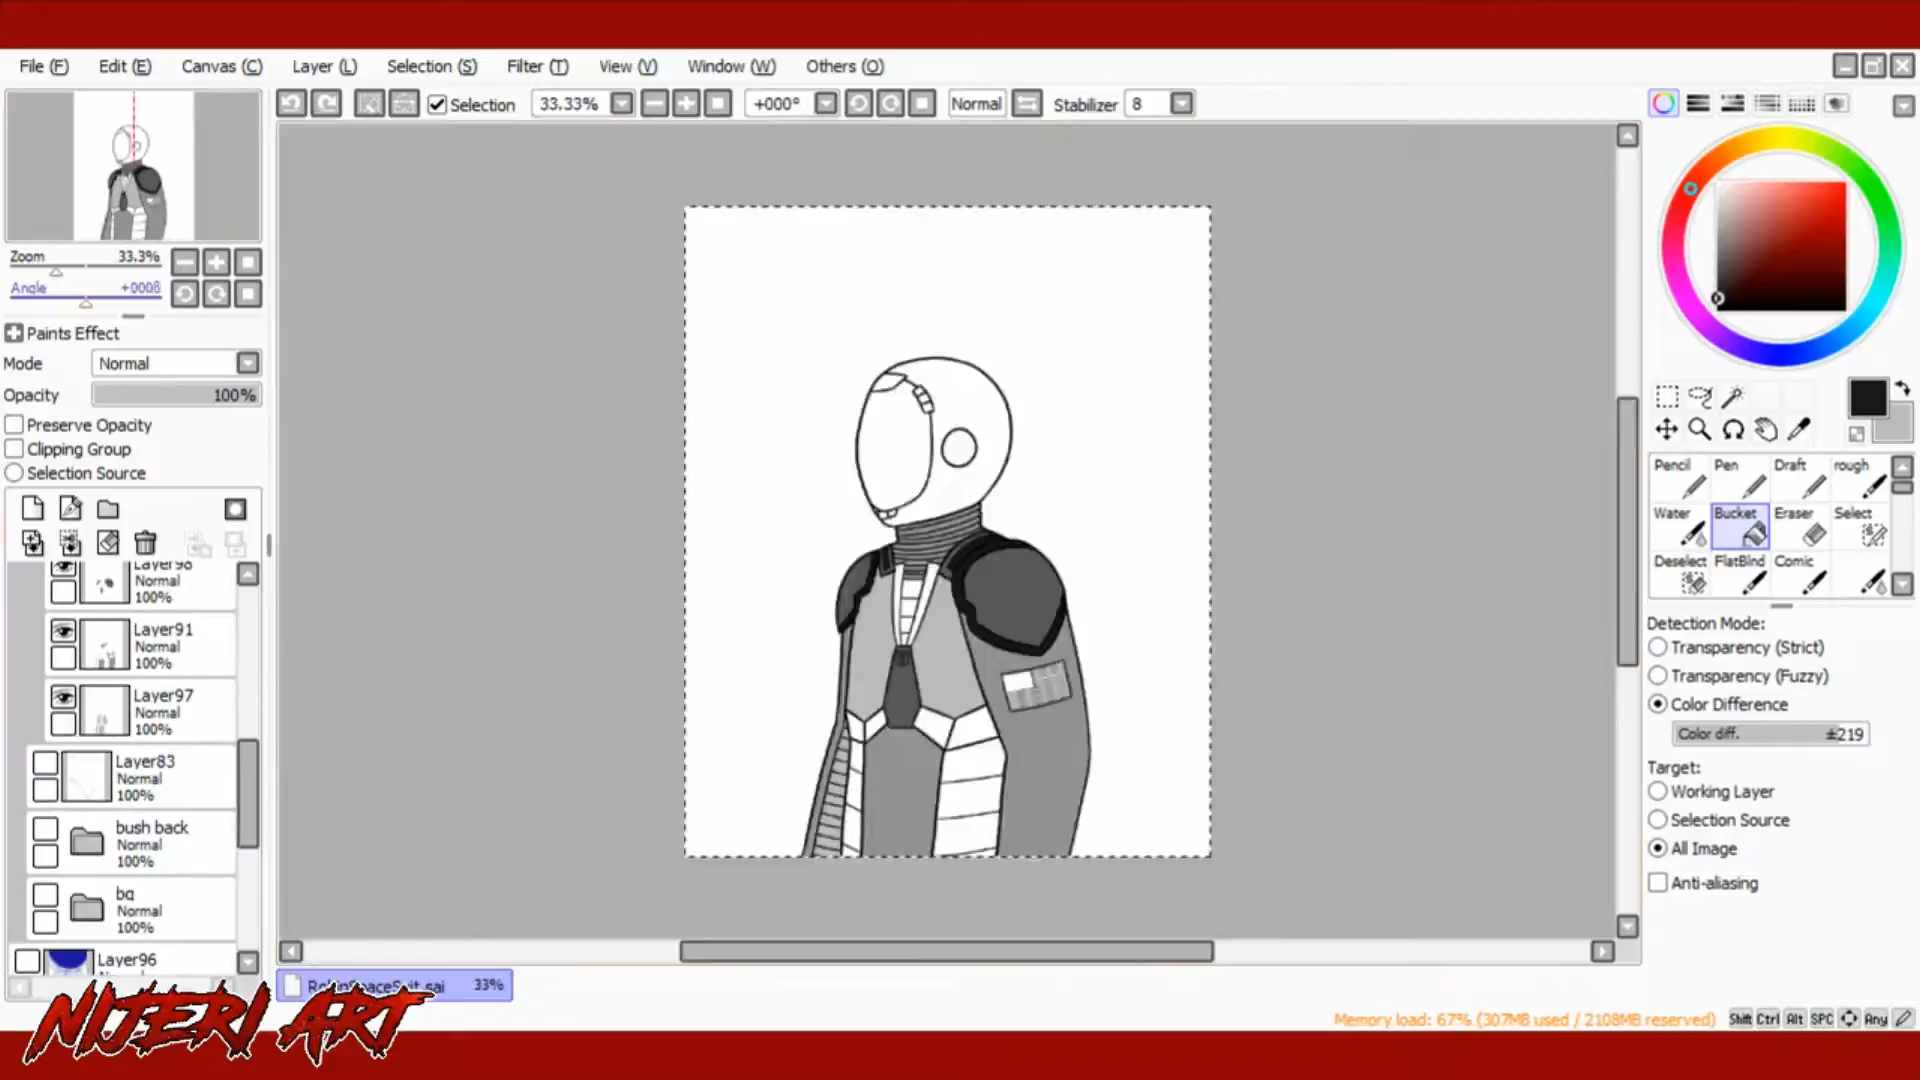 File (F) Edit (E) Canvas (C) Layer (L) Selection (S) Filter (T) View (V) Window (W) Others (O)
Selection 33.33% +000° Normal Stabilizer 8
Zoom 33.3%
Angle +000ß
Paints Effect
Mode Normal
Opacity 100%
Preserve Opacity
Clipping Group
Selection Source
Layer98
Normal
100%
Layer91
Normal
100%
Layer97
Normal
100%
Layer83
Normal
100%
bush back
Normal
100%
bg
Normal
100%
Layer96
Pencil Pen Draft rough
Water Bucket Eraser Select
Deselect FlatBlnd Comic
Detection Mode:
Transparency (Strict)
Transparency (Fuzzy)
Color Difference
Color diff. ±219
Target:
Working Layer
Selection Source
All Image
Anti-aliasing
RobinSpaceSuit.sai 33%
NIJERI ART
Memory load: 67% (307MB used / 2108MB reserved) Shift Ctrl Alt SPC Any